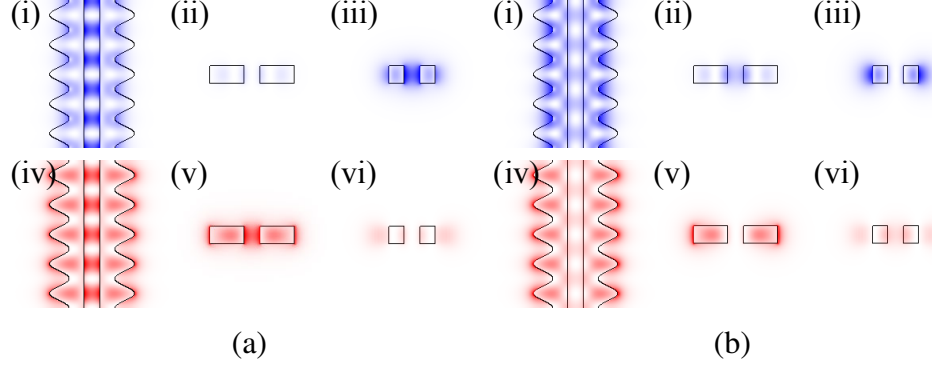 (i) (ii) (iii) (i) (ii) (iii)
(iv) (v) (vi) (iv) (v) (vi)
(a) (b)